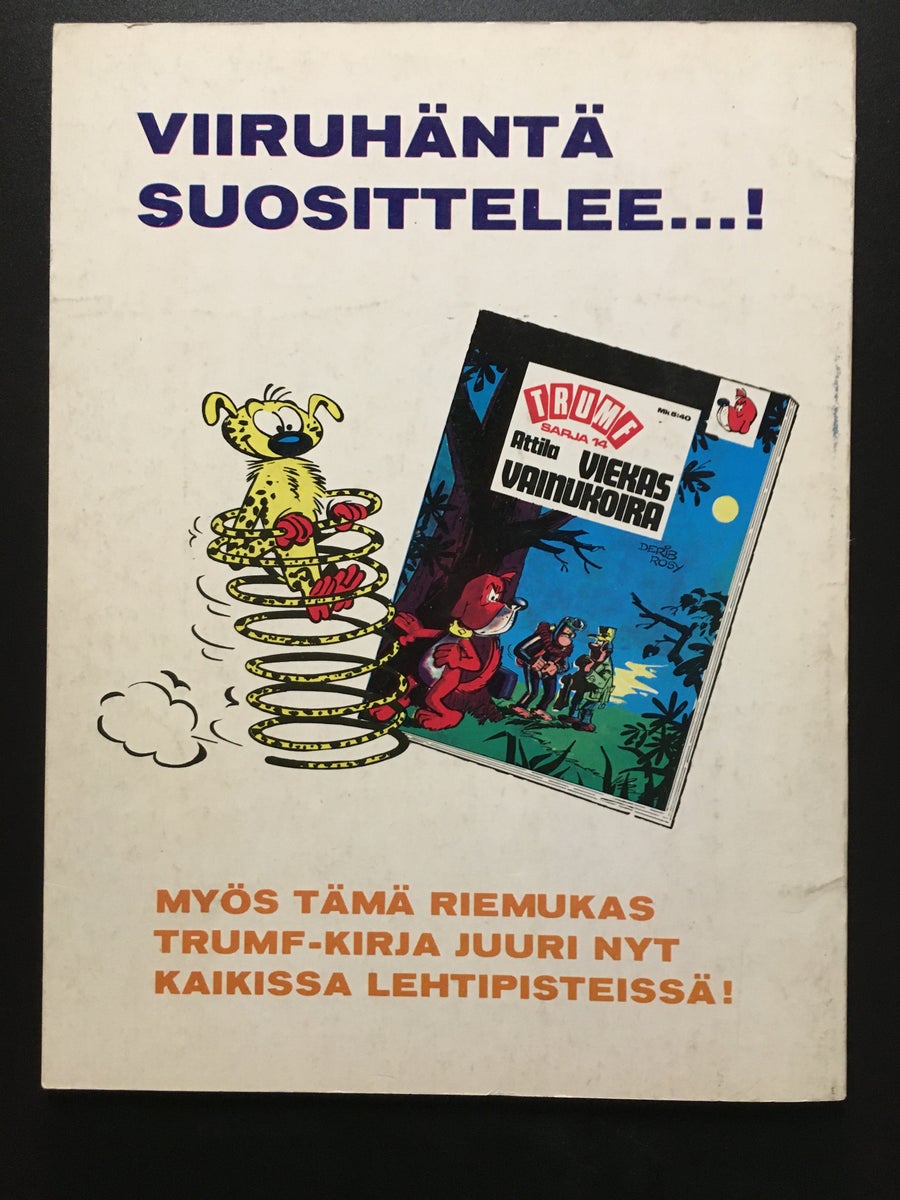 VIIRUHÄNTÄ
SUOSITTELEE...!
TRUMF
SARJA 14
Mk 5:40
Attila VIEKAS
VAINUKOIRA
DERIB
ROSY
MYÖS TÄMÄ RIEMUKAS
TRUMF-KIRJA JUURI NYT
KAIKISSA LEHTIPISTEISSÄ!